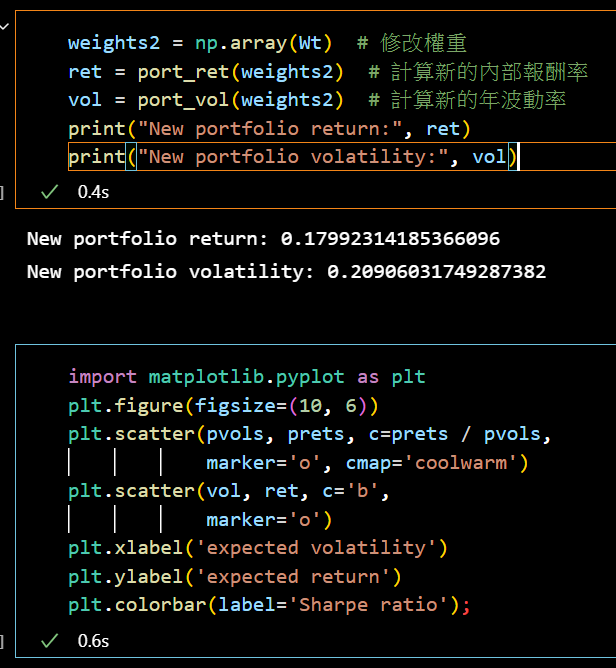 weights2 = np.array(Wt)  # 修改權重
ret = port_ret(weights2)  # 計算新的內部報酬率
vol = port_vol(weights2)  # 計算新的年波動率
print("New portfolio return:", ret)
print("New portfolio volatility:", vol)
] 0.4s
New portfolio return: 0.17992314185366096
New portfolio volatility: 0.20906031749287382
import matplotlib.pyplot as plt
plt.figure(figsize=(10, 6))
plt.scatter(pvols, prets, c=prets / pvols,
            marker='o', cmap='coolwarm')
plt.scatter(vol, ret, c='b',
            marker='o')
plt.xlabel('expected volatility')
plt.ylabel('expected return')
plt.colorbar(label='Sharpe ratio');
] 0.6s